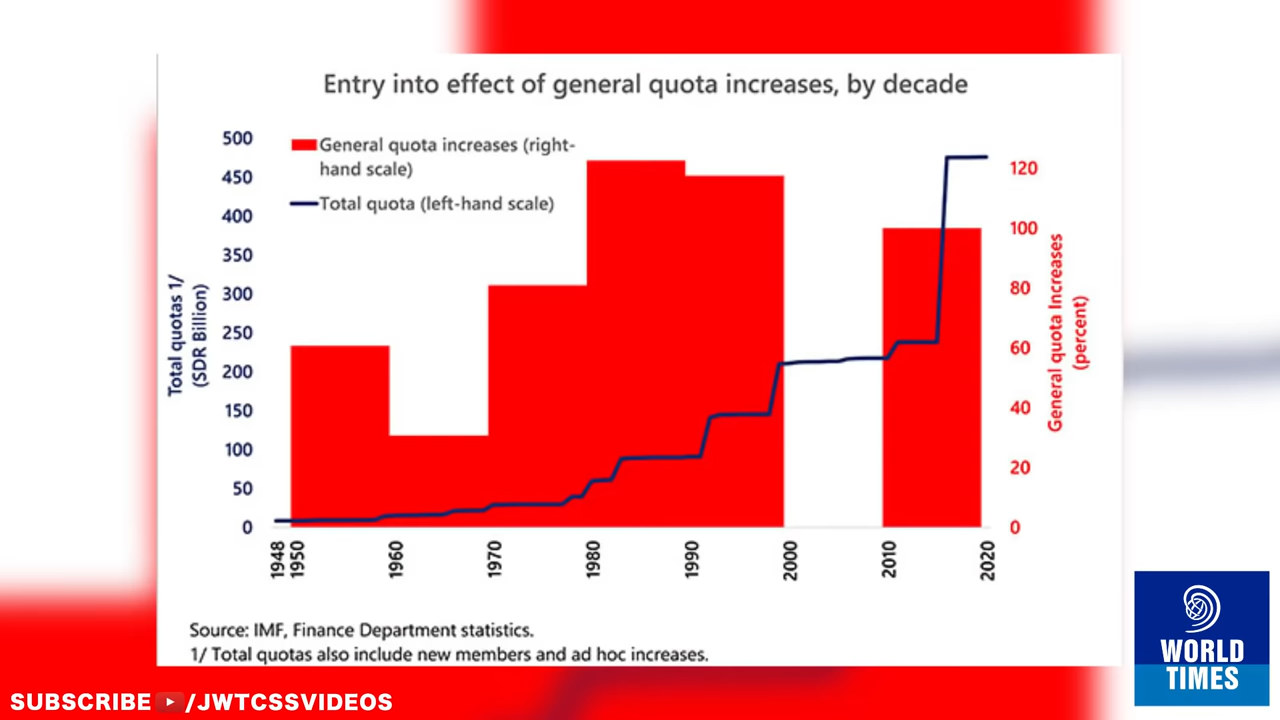 Entry into effect of general quota increases, by decade
500
450
400
350
300
250
200
150
100
50
0
Total quotas 1/
(SDR Billion)
General quota increases (right-
hand scale)
Total quota (left-hand scale)
120
100
80
60
40
20
0
General quota Increases
(percent)
1948
1950
1960
1970
1980
1990
2000
2010
2020
Source: IMF, Finance Department statistics.
1/ Total quotas also include new members and ad hoc increases.
SUBSCRIBE /JWTCSSVIDEOS
WORLD
TIMES